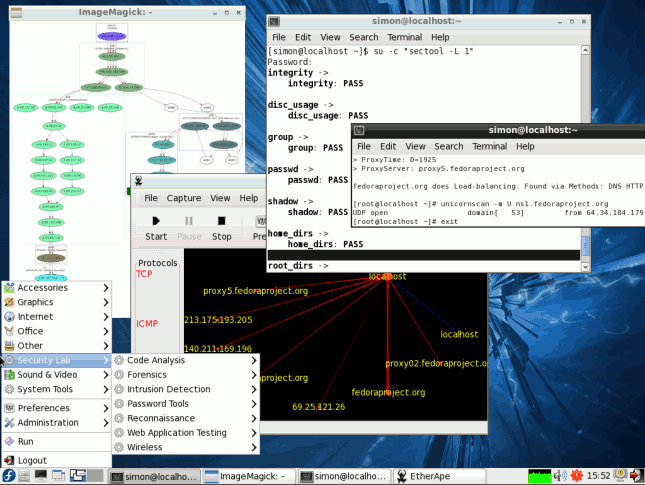 ImageMagick: -
simon@localhost:~
File Edit View Search Terminal Help
[simon@localhost ~]$ su -c "sectool -L 1"
Password:
integrity ->
integrity: PASS
disc_usage ->
disc_usage: PASS
group ->
group: PASS
passwd ->
passwd: PASS
shadow ->
shadow: PASS
home_dirs ->
home_dirs: PASS
root_dirs ->
simon@localhost:~
File Edit View Search Terminal Help
> ProxyTime: D=1925
> ProxyServer: proxy5.fedoraproject.org
fedoraproject.org does Load-balancing. Found via Methods: DNS HTTP
[root@localhost ~]# unicornscan -m U ns1.fedoraproject.org
UDP open domain[ 53] from 64.34.184.179
[root@localhost ~]# exit
File Capture View Help
Start Pause Stop Pre
Protocols
TCP
ICMP
localhost
proxy5.fedoraproject.org
213.175.193.205
localhost
140.211.169.196
proxy02.fedoraproject.o
aproject.org
fedoraproject.org
69.25.121.26
Accessories
Graphics
Internet
Office
Other
Security Lab
Sound & Video
System Tools
Preferences
Administration
Run
Logout
Code Analysis
Forensics
Intrusion Detection
Password Tools
Reconnaissance
Web Application Testing
Wireless
simon@localho...
ImageMagick: -
simon@localho...
EtherApe
15:52